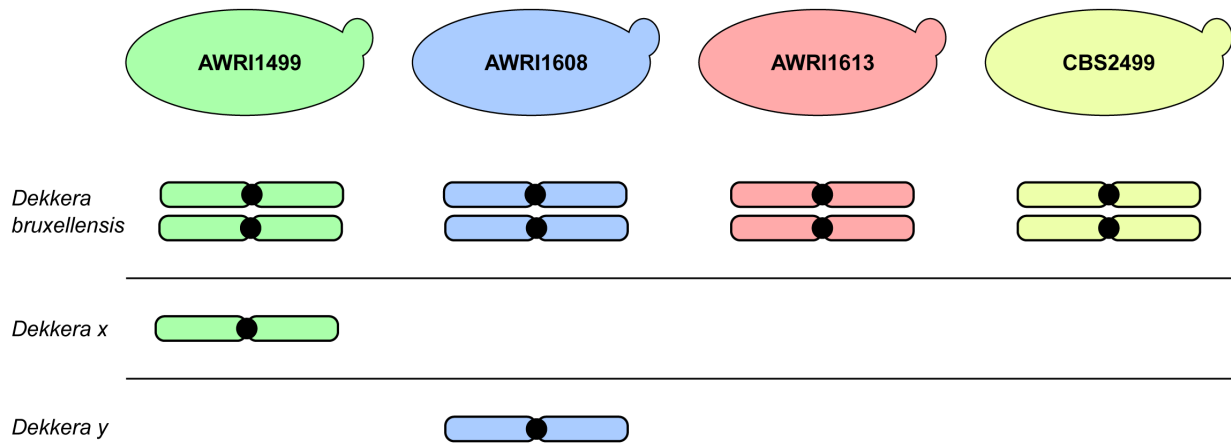 AWRI1499
AWRI1608
AWRI1613
CBS2499
Dekkera
bruxellensis
Dekkera x
Dekkera y